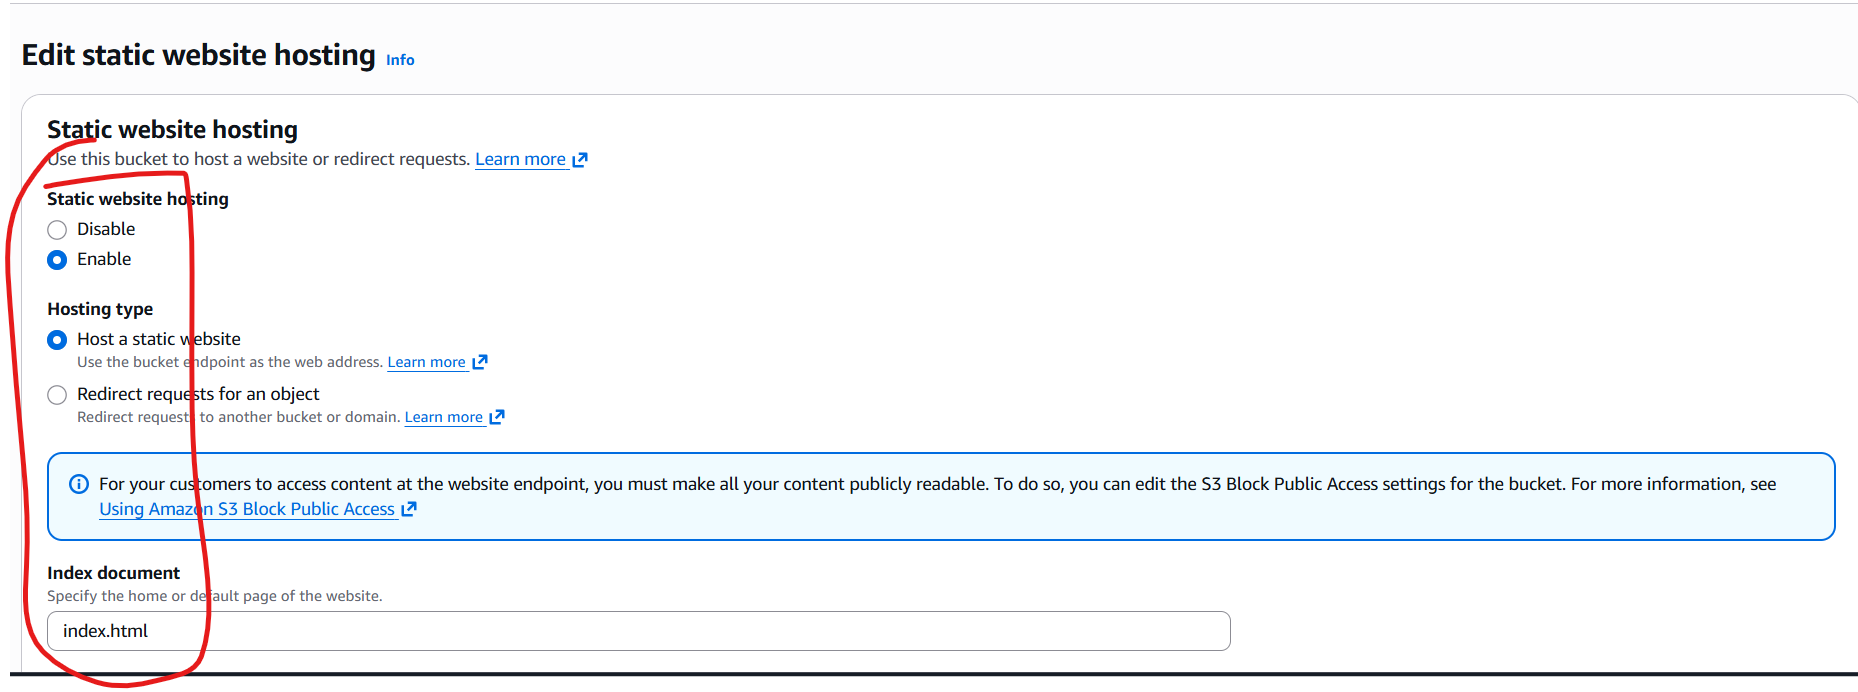 Edit static website hosting Info
Static website hosting
Use this bucket to host a website or redirect requests. Learn more
Static website hosting
Disable
Enable
Hosting type
Host a static website
Use the bucket endpoint as the web address. Learn more
Redirect requests for an object
Redirect requests to another bucket or domain. Learn more
For your customers to access content at the website endpoint, you must make all your content publicly readable. To do so, you can edit the S3 Block Public Access settings for the bucket. For more information, see
Using Amazon S3 Block Public Access
Index document
Specify the home or default page of the website.
index.html